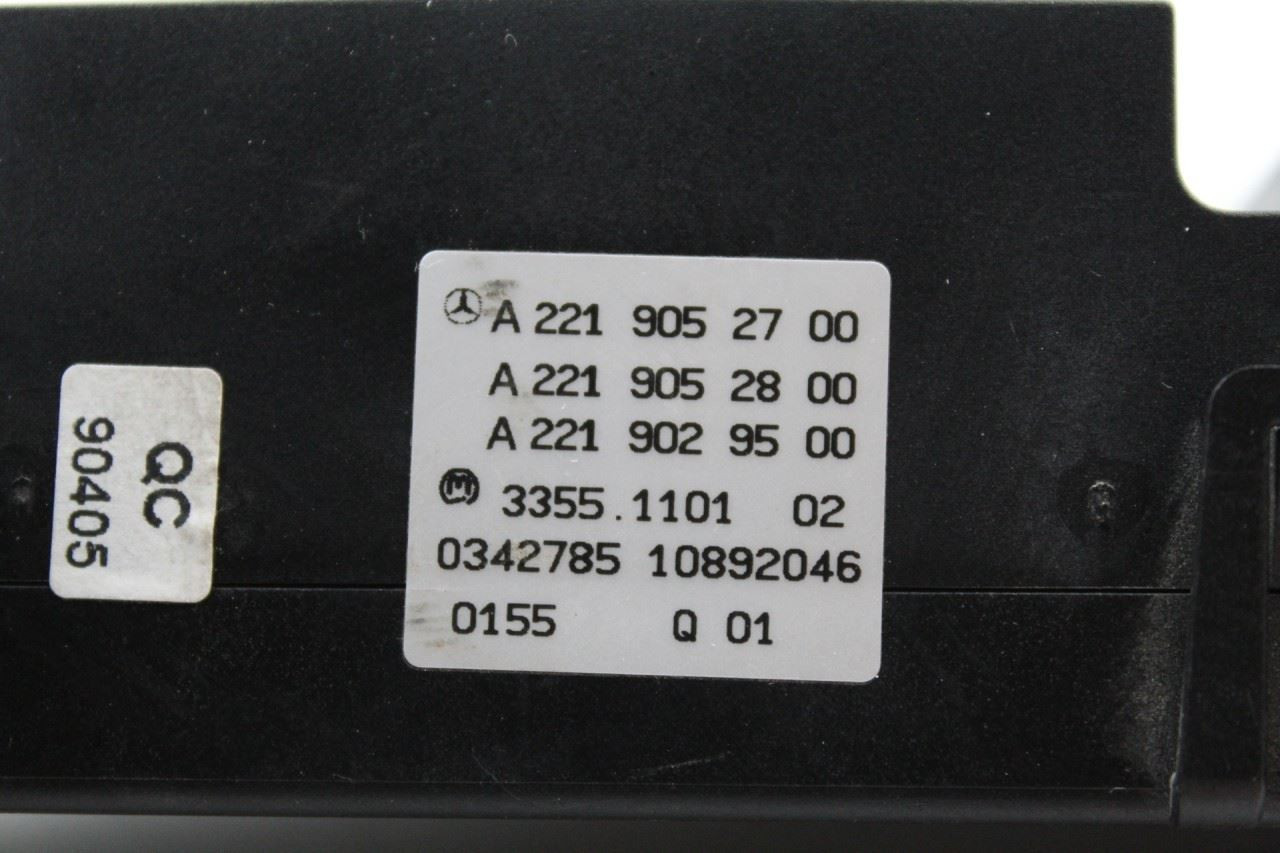 A 221 905 27 00
A 221 905 28 00
A 221 902 95 00
M 3355.1101 02
0342785 10892046
0155 Q 01
QC
90405